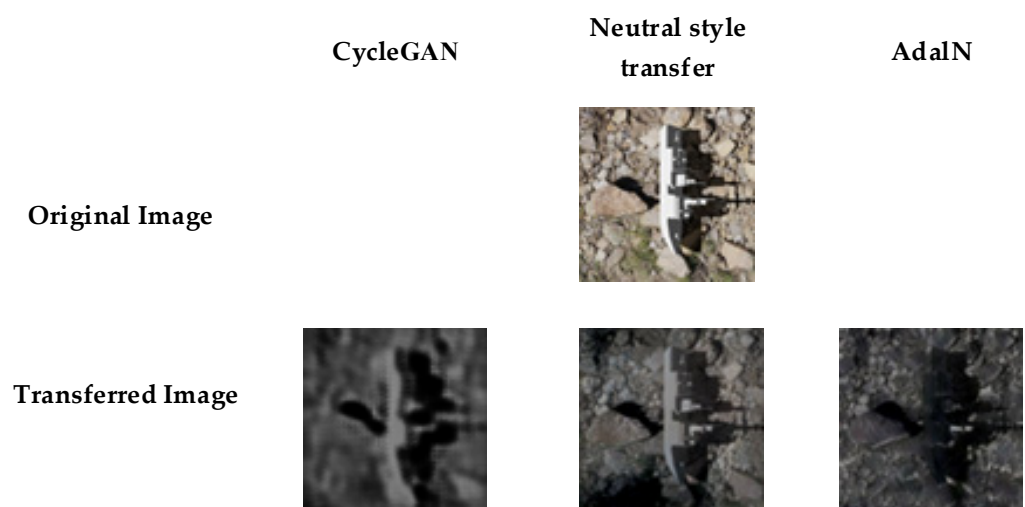 CycleGAN
Neutral style
transfer
AdaIN
Original Image
Transferred Image